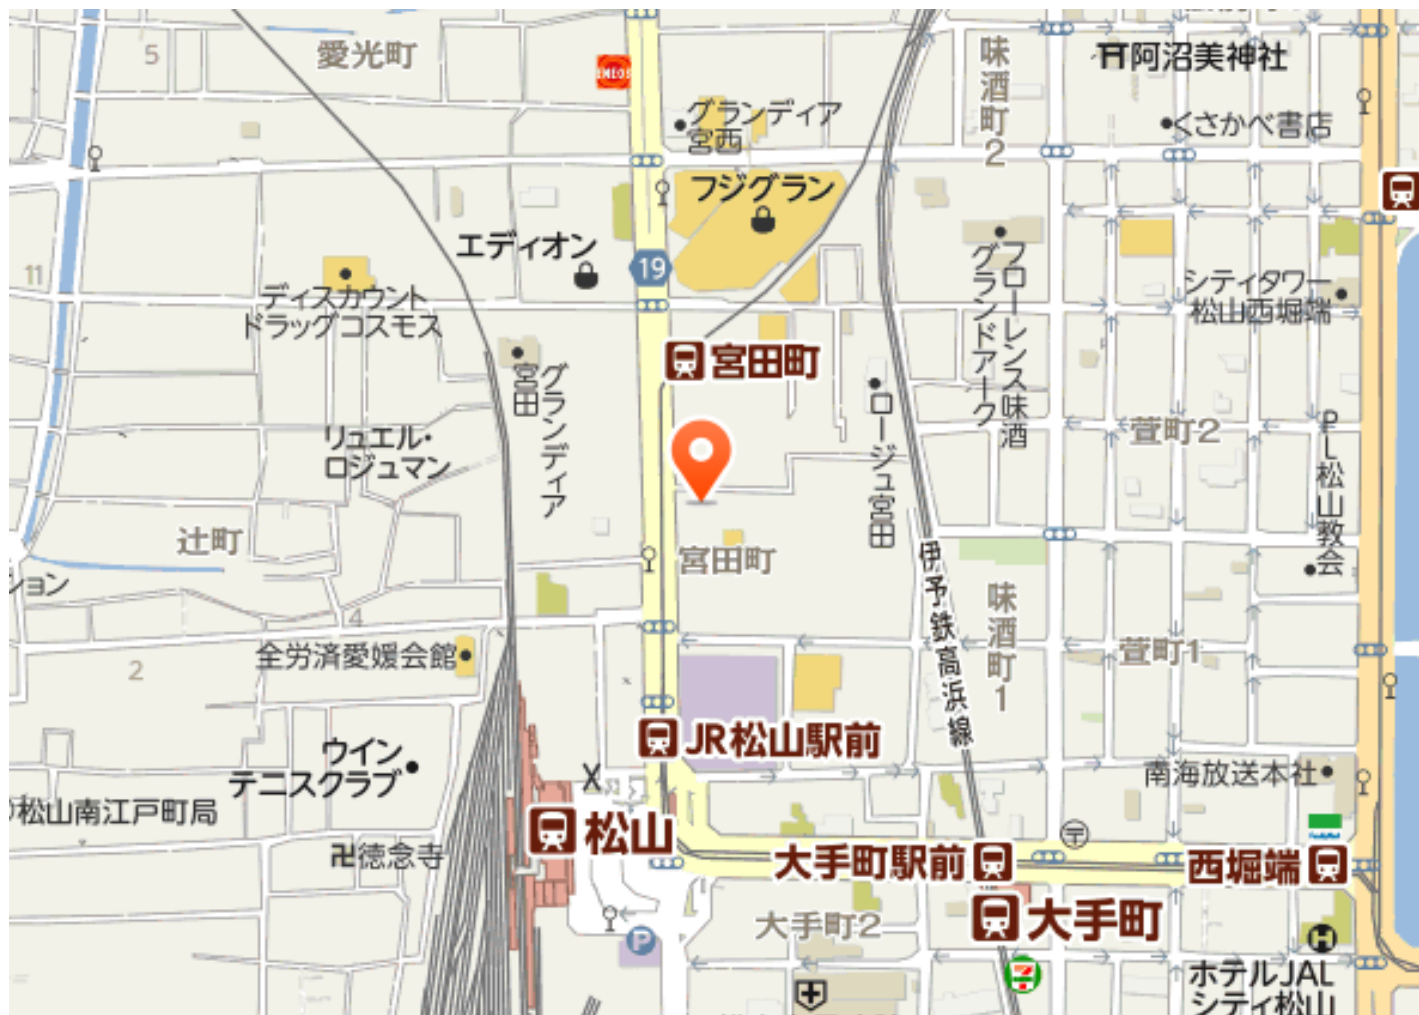 愛光町
5
ENEOS
味酒町2
阿沼美神社
グランディア
宮西
くさかべ書店
フジグラン
エディオン
19
11
ディスカウント
ドラッグコスモス
フローレンス味酒
グランドアーク
シティタワー
松山西堀端
宮田町
グランディア
宮田
ロージュ宮田
萱町2
PL松山教会
リュエル・
ロジュマン
辻町
宮田町
伊予鉄高浜線
ション
味酒町1
4
全労済愛媛会館
萱町1
2
JR松山駅前
ウイン
テニスクラブ
南海放送本社
松山南江戸町局
松山
卍徳念寺
〒
FamilyMart
大手町駅前
西堀端
大手町2
大手町
P
H
7
ホテルJAL
シティ松山